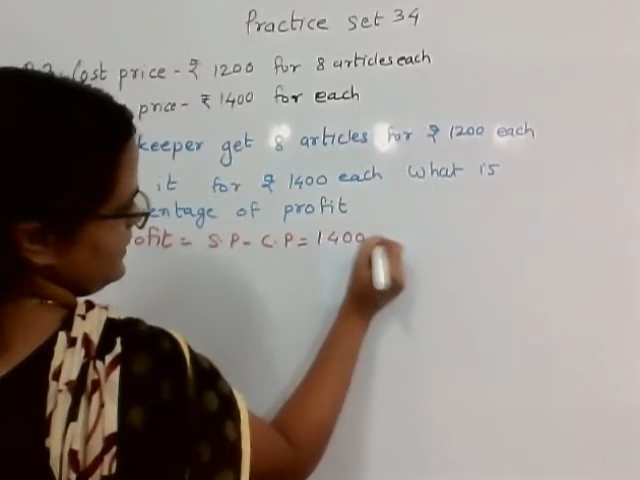 Practice Set 34
Cost price - ₹ 1200 for 8 articles each
price - ₹ 1400 for each
keeper get 8 articles for ₹ 1200 each
it for ₹ 1400 each What is
entage of profit
ofit = S.P - C.P = 1400